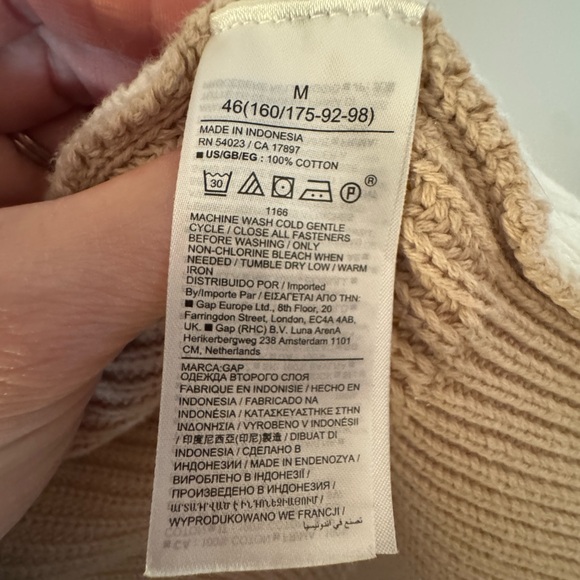 M
46(160/175-92-98)
MADE IN INDONESIA
RN 54023 / CA 17897
■ US/GB/EG : 100% COTTON
30 P ®
1166
MACHINE WASH COLD GENTLE
CYCLE / CLOSE ALL FASTENERS
BEFORE WASHING / ONLY
NON-CHLORINE BLEACH WHEN
NEEDED / TUMBLE DRY LOW / WARM
IRON
DISTRIBUIDO POR / Imported
By/Importe Par / ΕΙΣΑΓΕΤΑΙ ΑΠΟ ΤΗΝ:
■ Gap Europe Ltd., 8th Floor, 20
Farringdon Street, London, EC4A 4AB,
UK. ■ Gap (RHC) B.V. Luna ArenA
Herikerbergweg 238 Amsterdam 1101
CM, Netherlands
MARCA:GAP
ОДЕЖДА ВТОРОГО СЛОЯ
FABRIQUE EN INDONISIE / HECHO EN
INDONESIA / FABRICADO NA
INDONÉSIA / ΚΑΤΑΣΚΕΥΑΣΤΗΚΕ ΣΤΗΝ
ΙΝΔΟΝΗΣΙΑ / VYROBENO V INDONÉSII
/ 印度尼西亞(印尼)製造 / DIBUAT DI
INDONESIA / СДЕЛАНО В
ИНДОНЕЗИИ / MADE IN ENDENOZYA /
ВИРОБЛЕНО В ІНДОНЕЗІЇ /
ПРОИЗВЕДЕНО В ИНДОНЕЗИЯ /
WYPRODUKOWANO WE FRANCJI / صنع في اندونيسيا